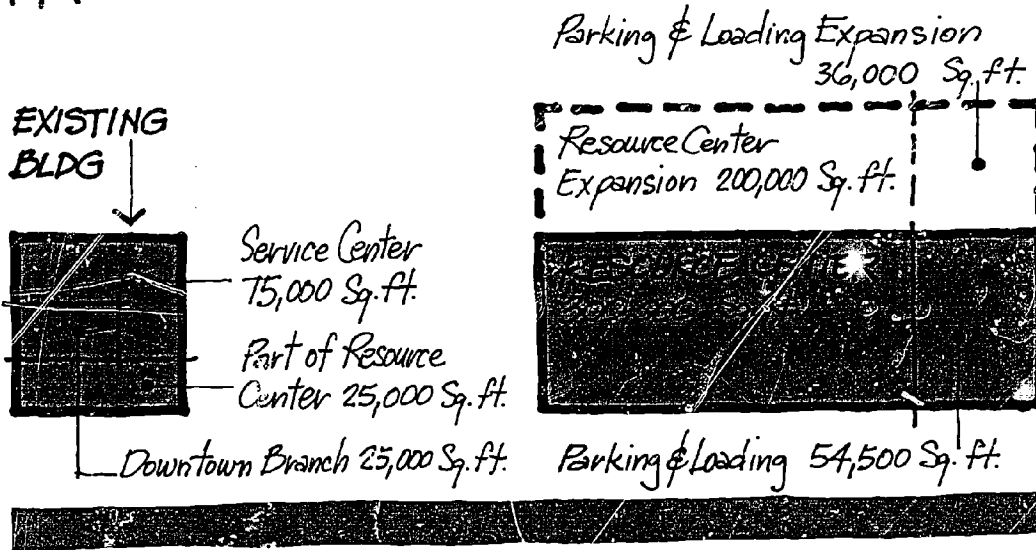 Parking & Loading Expansion
36,000 Sq. ft.
EXISTING
BLDG
Resource Center
Expansion 200,000 Sq. ft.
Service Center
75,000 Sq. ft.
Part of Resource
Center 25,000 Sq. ft.
Downtown Branch 25,000 Sq. ft.
Parking & Loading 54,500 Sq. ft.